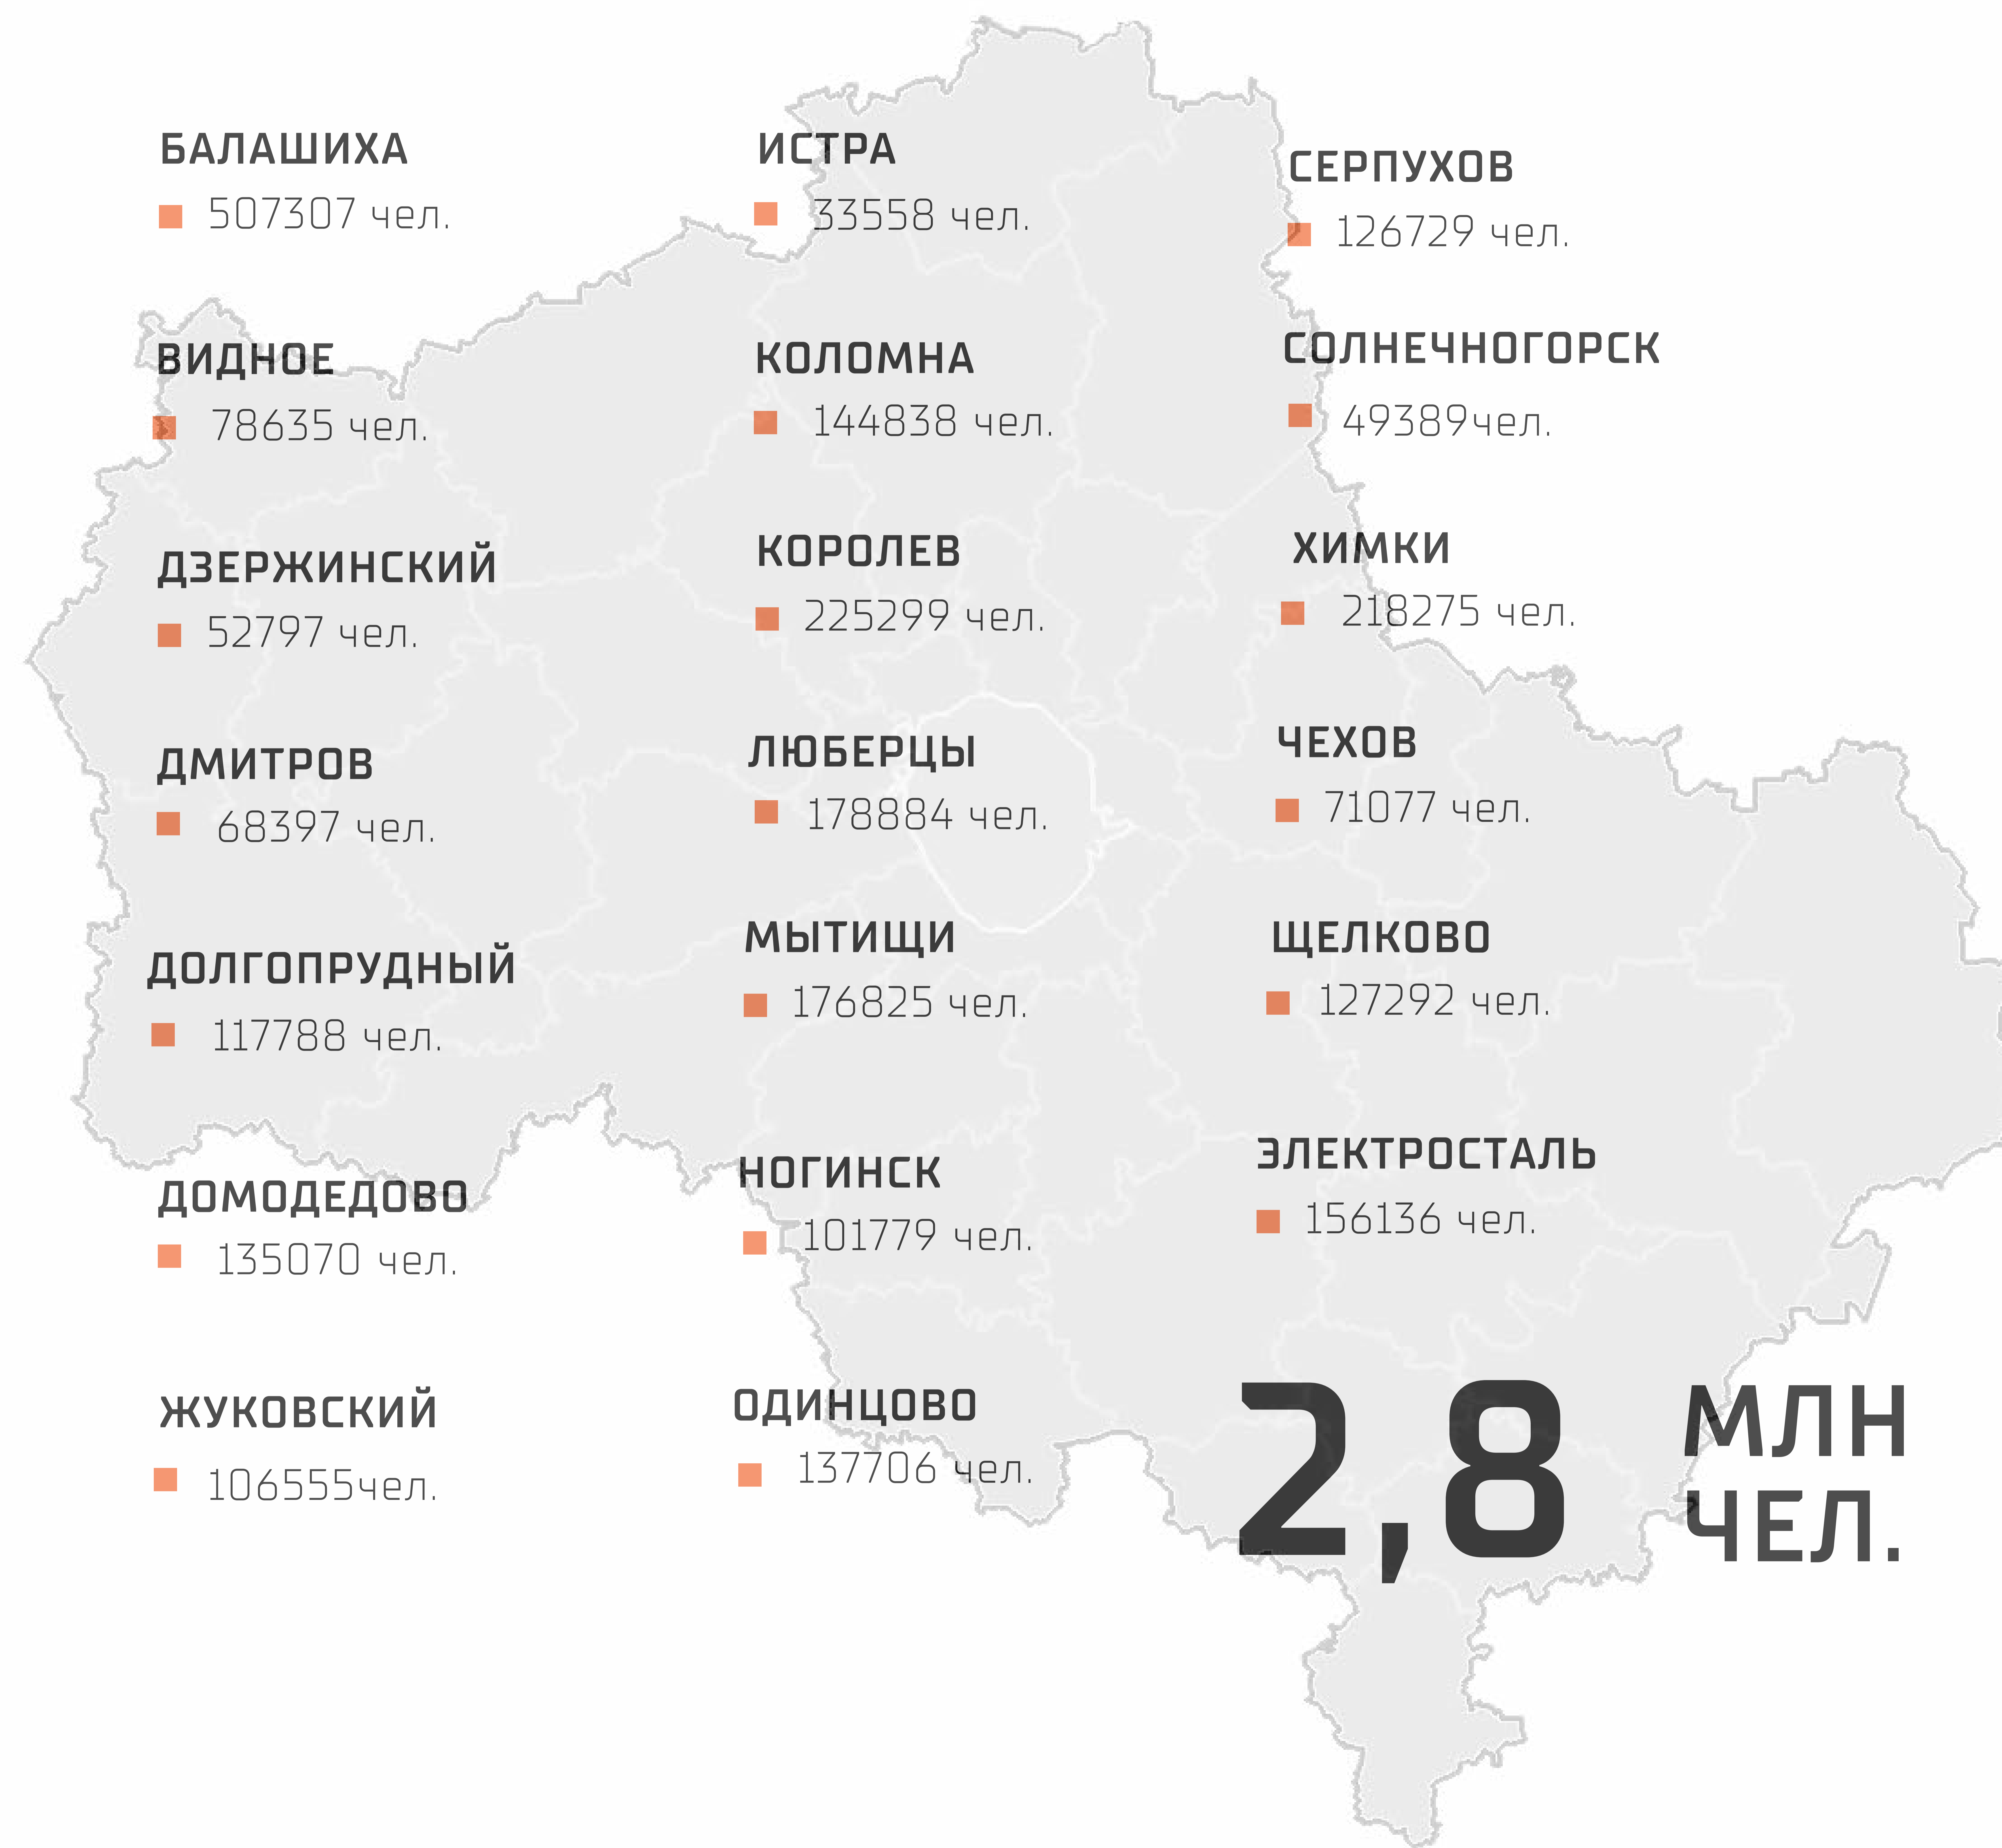 БАЛАШИХА
507307 чел.
ВИДНОЕ
78635 чел.
ДЗЕРЖИНСКИЙ
52797 чел.
ДМИТРОВ
68397 чел.
ДОЛГОПРУДНЫЙ
117788 чел.
ДОМОДЕДОВО
135070 чел.
ЖУКОВСКИЙ
106555чел.
ИСТРА
33558 чел.
КОЛОМНА
144838 чел.
КОРОЛЕВ
225299 чел.
ЛЮБЕРЦЫ
178884 чел.
МЫТИЩИ
176825 чел.
НОГИНСК
101779 чел.
ОДИНЦОВО
137706 чел.
СЕРПУХОВ
126729 чел.
СОЛНЕЧНОГОРСК
49389чел.
ХИМКИ
218275 чел.
ЧЕХОВ
71077 чел.
ЩЕЛКОВО
127292 чел.
ЭЛЕКТРОСТАЛЬ
156136 чел.
2,8
МЛН
ЧЕЛ.